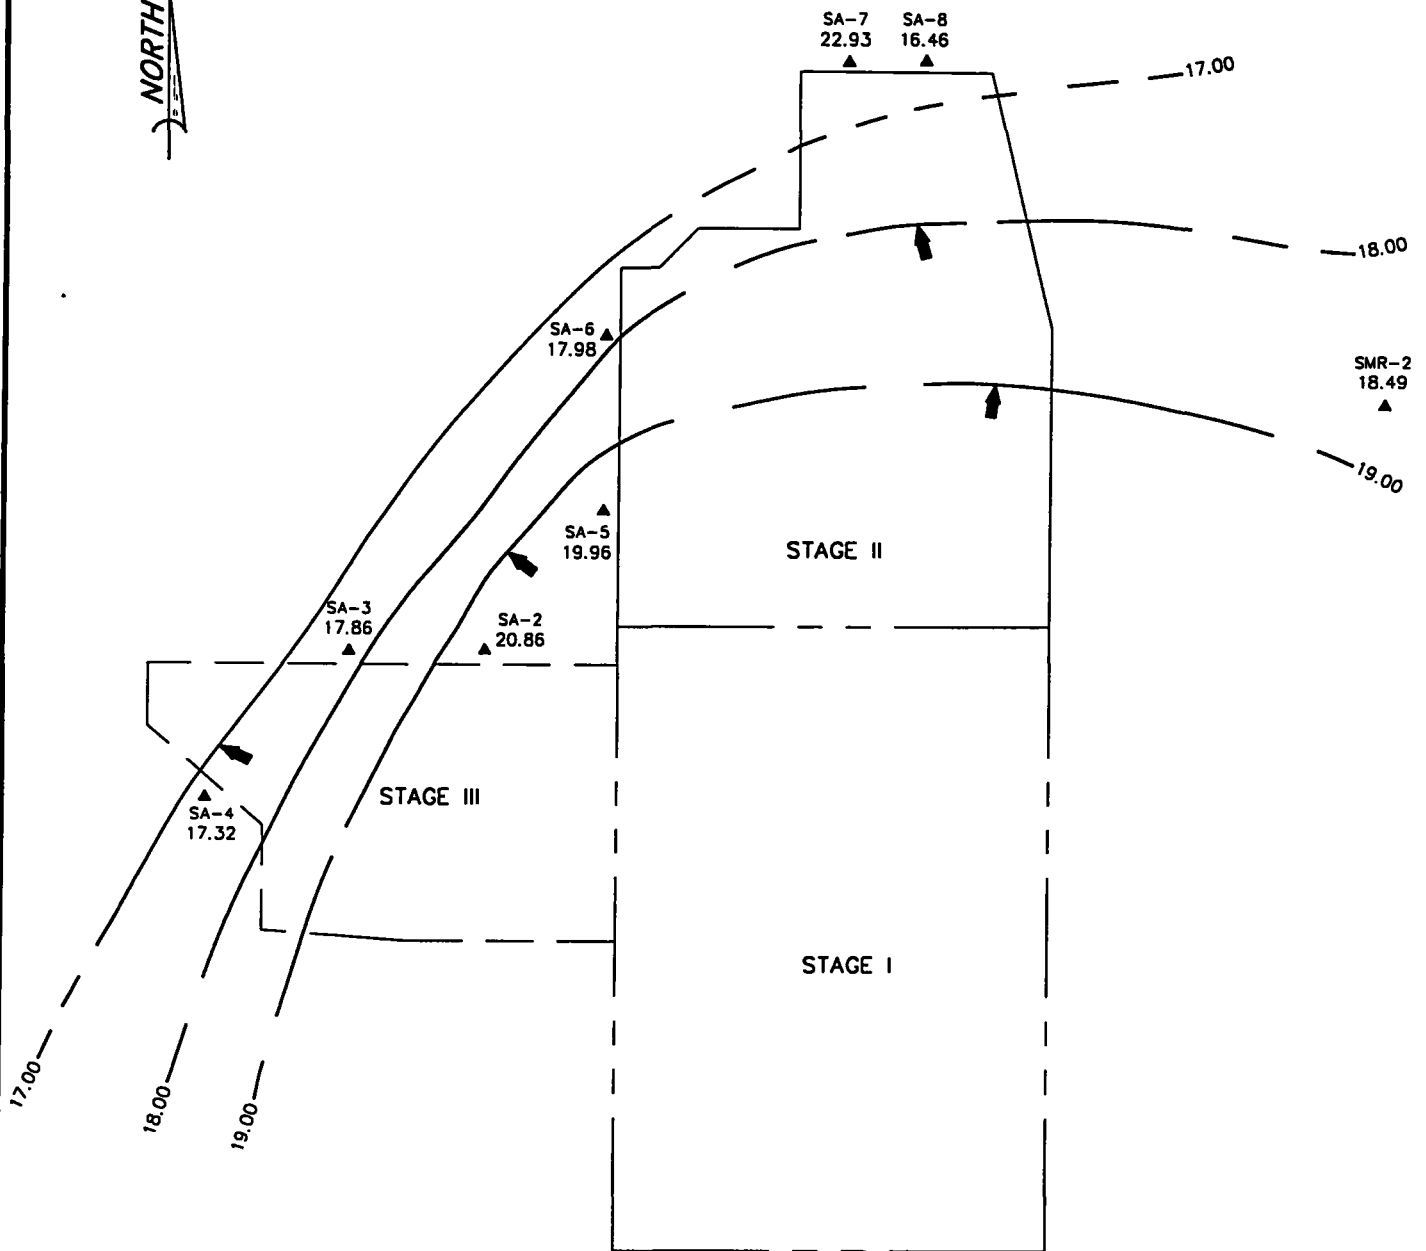 NORTH
SA-7
22.93
SA-8
16.46
17.00
18.00
SA-6
17.98
SMR-2
18.49
19.00
SA-5
19.96
STAGE II
SA-3
17.86
SA-2
20.86
STAGE III
SA-4
17.32
STAGE I
17.00
18.00
19.00